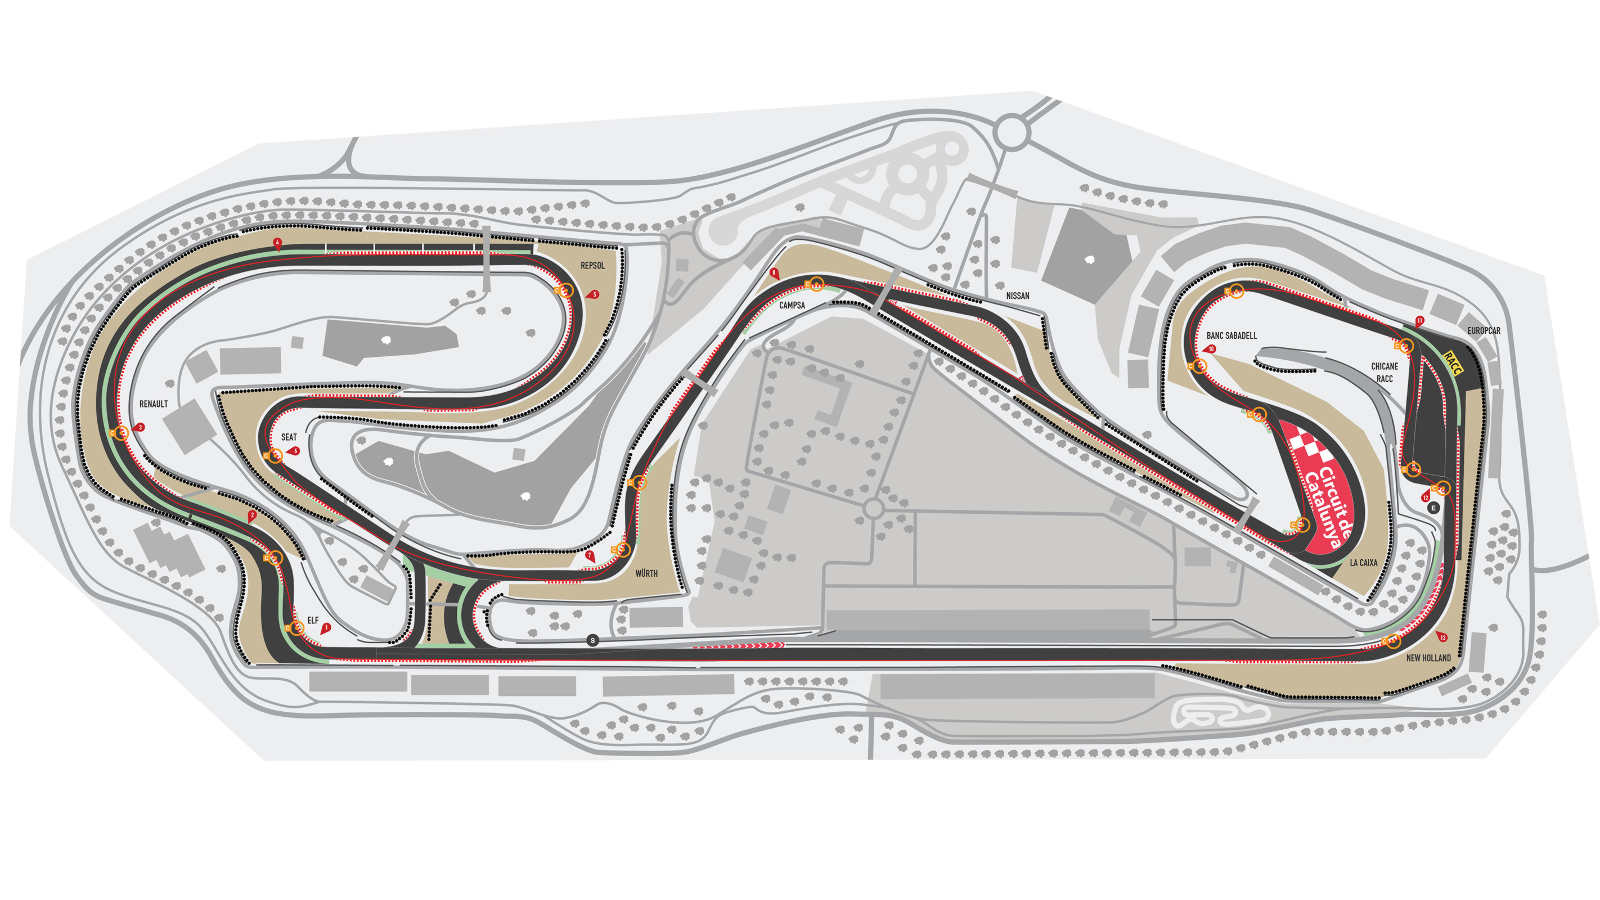 REPSOL
NISSAN
CAMPSA
BANC SABADELL
EUROPCAR
CHICANE
RACC
RACC
RENAULT
SEAT
Circuit de
Catalunya
WÜRTH
LA CAIXA
ELF
NEW HOLLAND
S
E